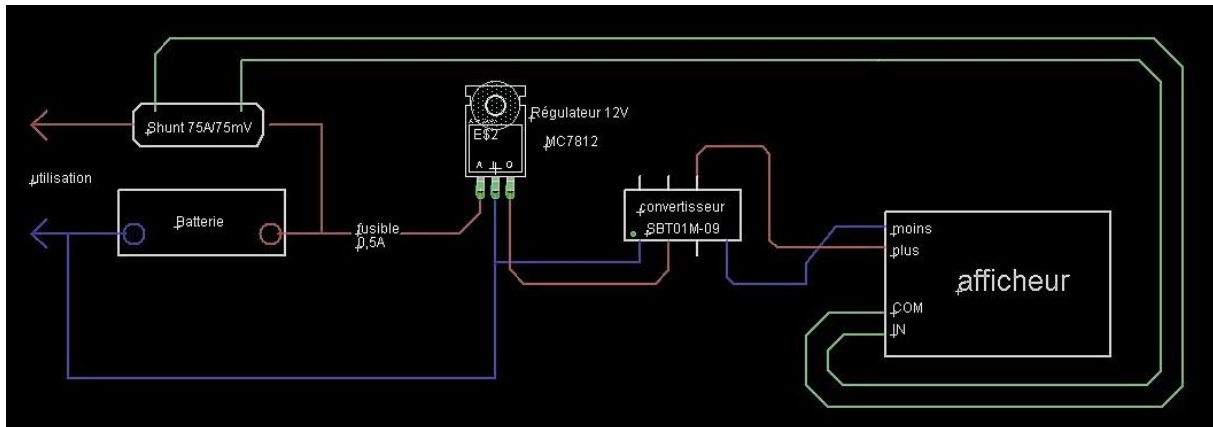 Shunt 75A/75mV
Régulateur 12V
E$2
MC7812
A
O
utilisation
Batterie
fusible
0,5A
convertisseur
SBT01M-09
moins
plus
afficheur
COM
IN